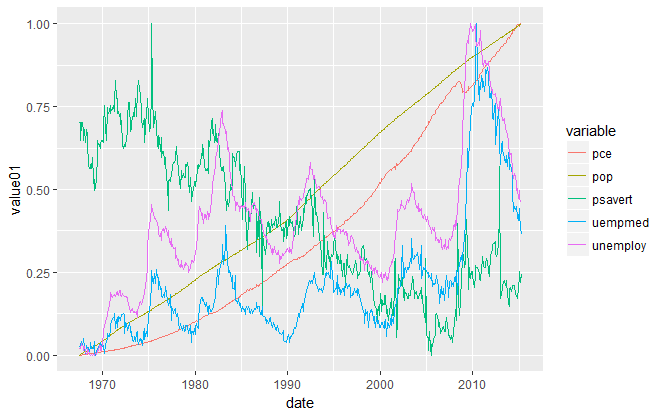 1.00
0.75
0.50
0.25
0.00
value01
1970
1980
1990
2000
2010
date
variable
pce
pop
psavert
uempmed
unemploy